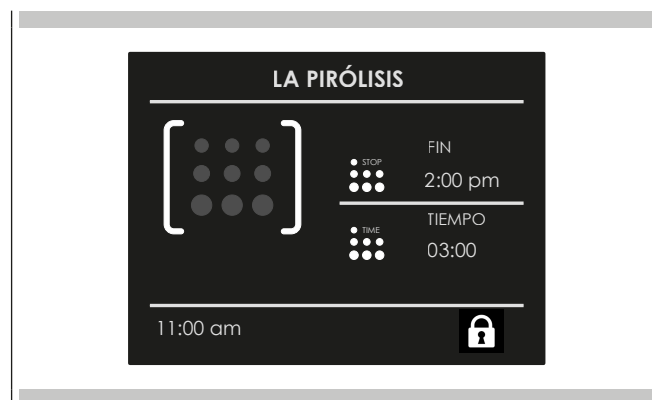 LA PIRÓLISIS
STOP
FIN
2:00 pm
TIME
TIEMPO
03:00
11:00 am